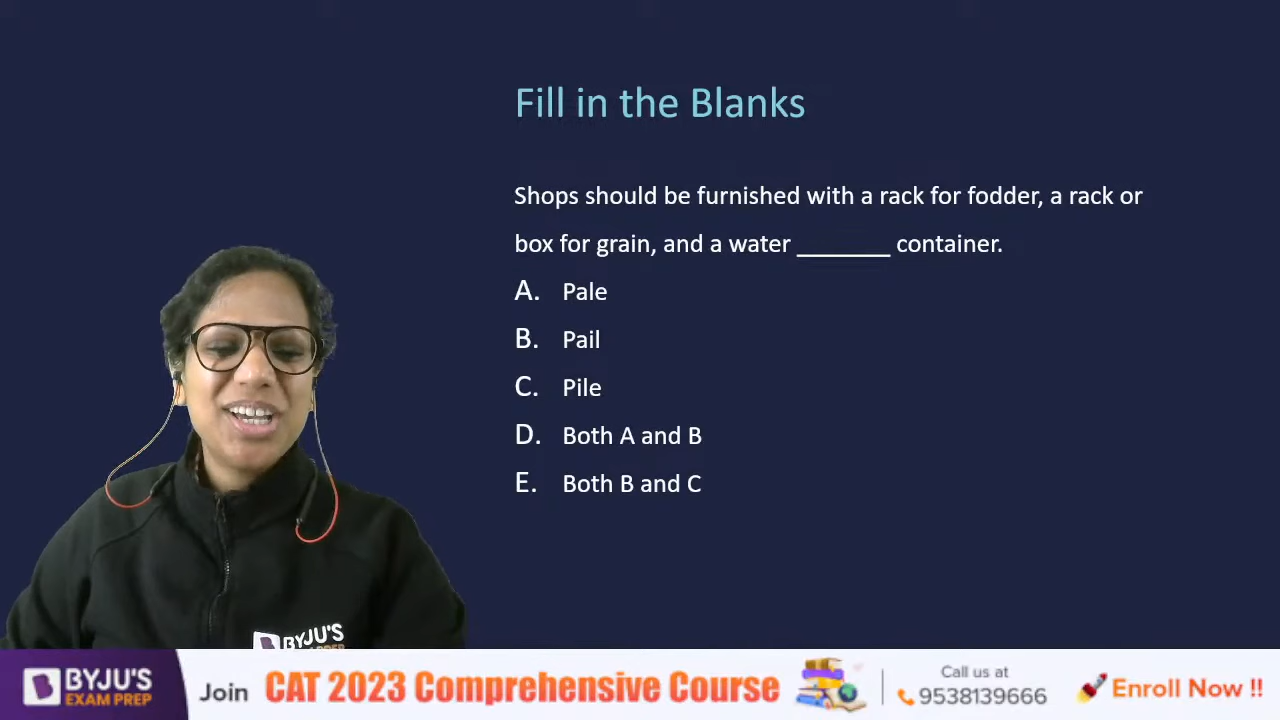 Fill in the Blanks
Shops should be furnished with a rack for fodder, a rack or
box for grain, and a water _______ container.
A. Pale
B. Pail
C. Pile
D. Both A and B
E. Both B and C
BYJU'S
BYJU'S
EXAM PREP
Join CAT 2023 Comprehensive Course
Call us at
9538139666
Enroll Now !!